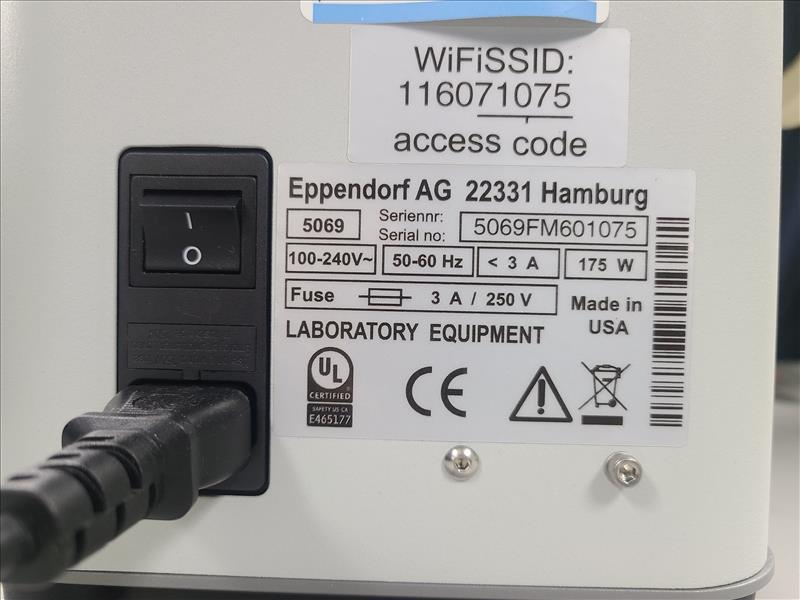 WiFiSSID:
116071075
access code
Eppendorf AG 22331 Hamburg
5069
Seriennr:
Serial no:
5069FM601075
100-240V~
50-60 Hz
< 3 A
175 W
Fuse
3 A / 250 V
Made in
USA
LABORATORY EQUIPMENT
UL
CERTIFIED
SAFETY US CA
E465177
CE
I
O